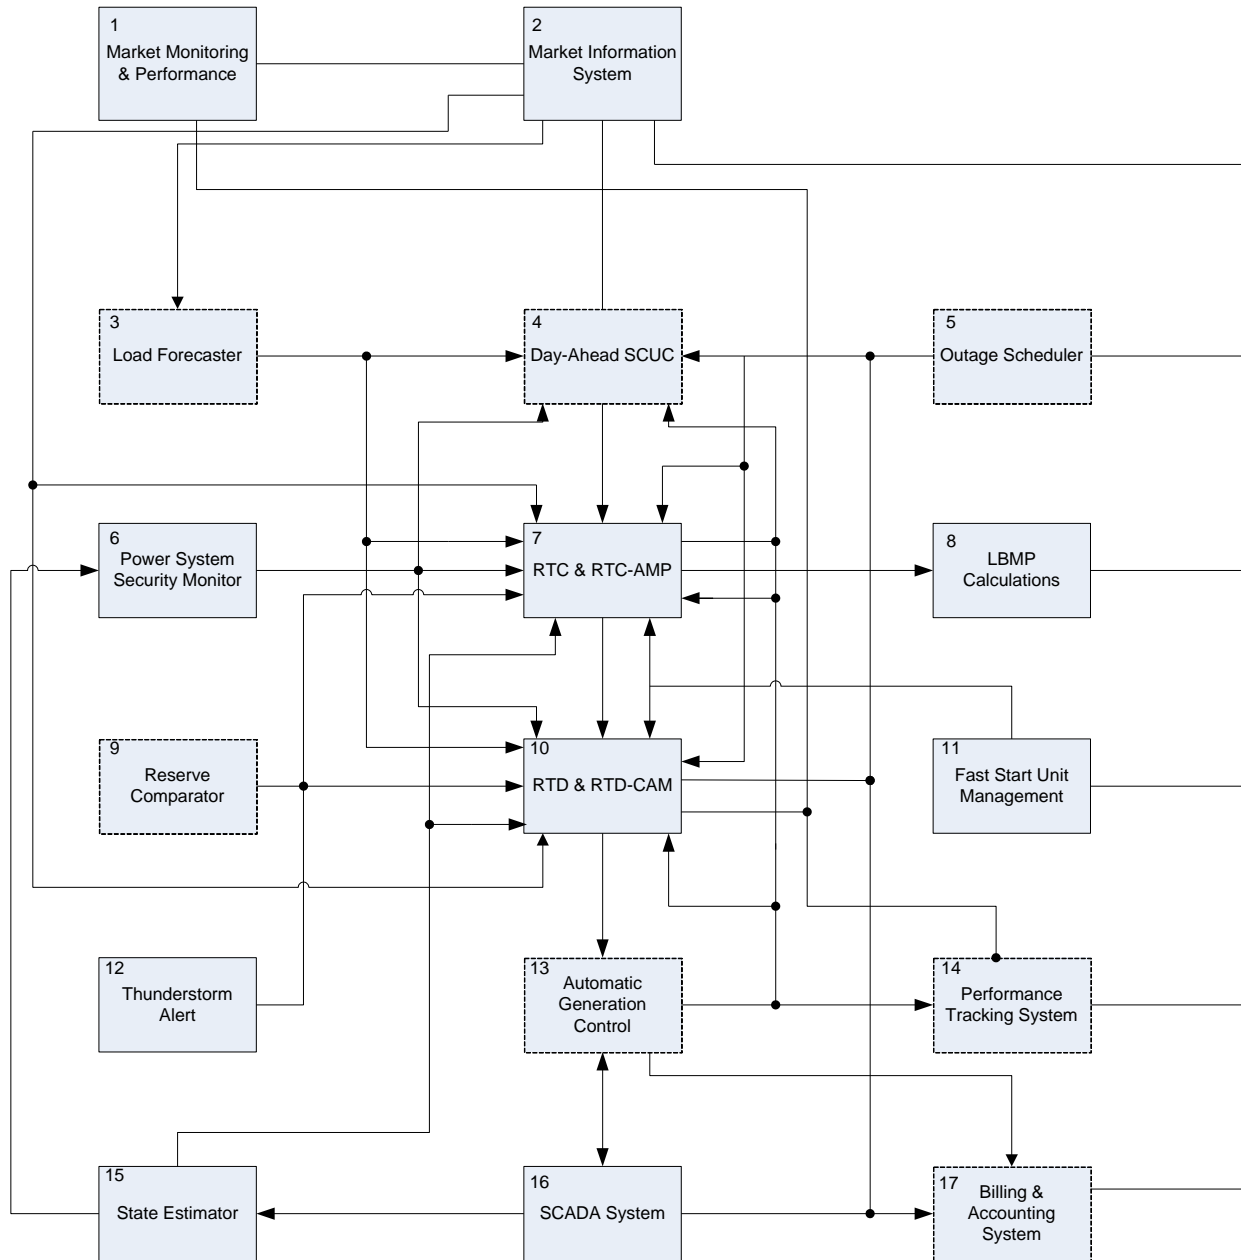 1
Market Monitoring
& Performance
2
Market Information
System
3
Load Forecaster
4
Day-Ahead SCUC
5
Outage Scheduler
6
Power System
Security Monitor
7
RTC & RTC-AMP
8
LBMP
Calculations
9
Reserve
Comparator
10
RTD & RTD-CAM
11
Fast Start Unit
Management
12
Thunderstorm
Alert
13
Automatic
Generation
Control
14
Performance
Tracking System
15
State Estimator
16
SCADA System
17
Billing &
Accounting
System